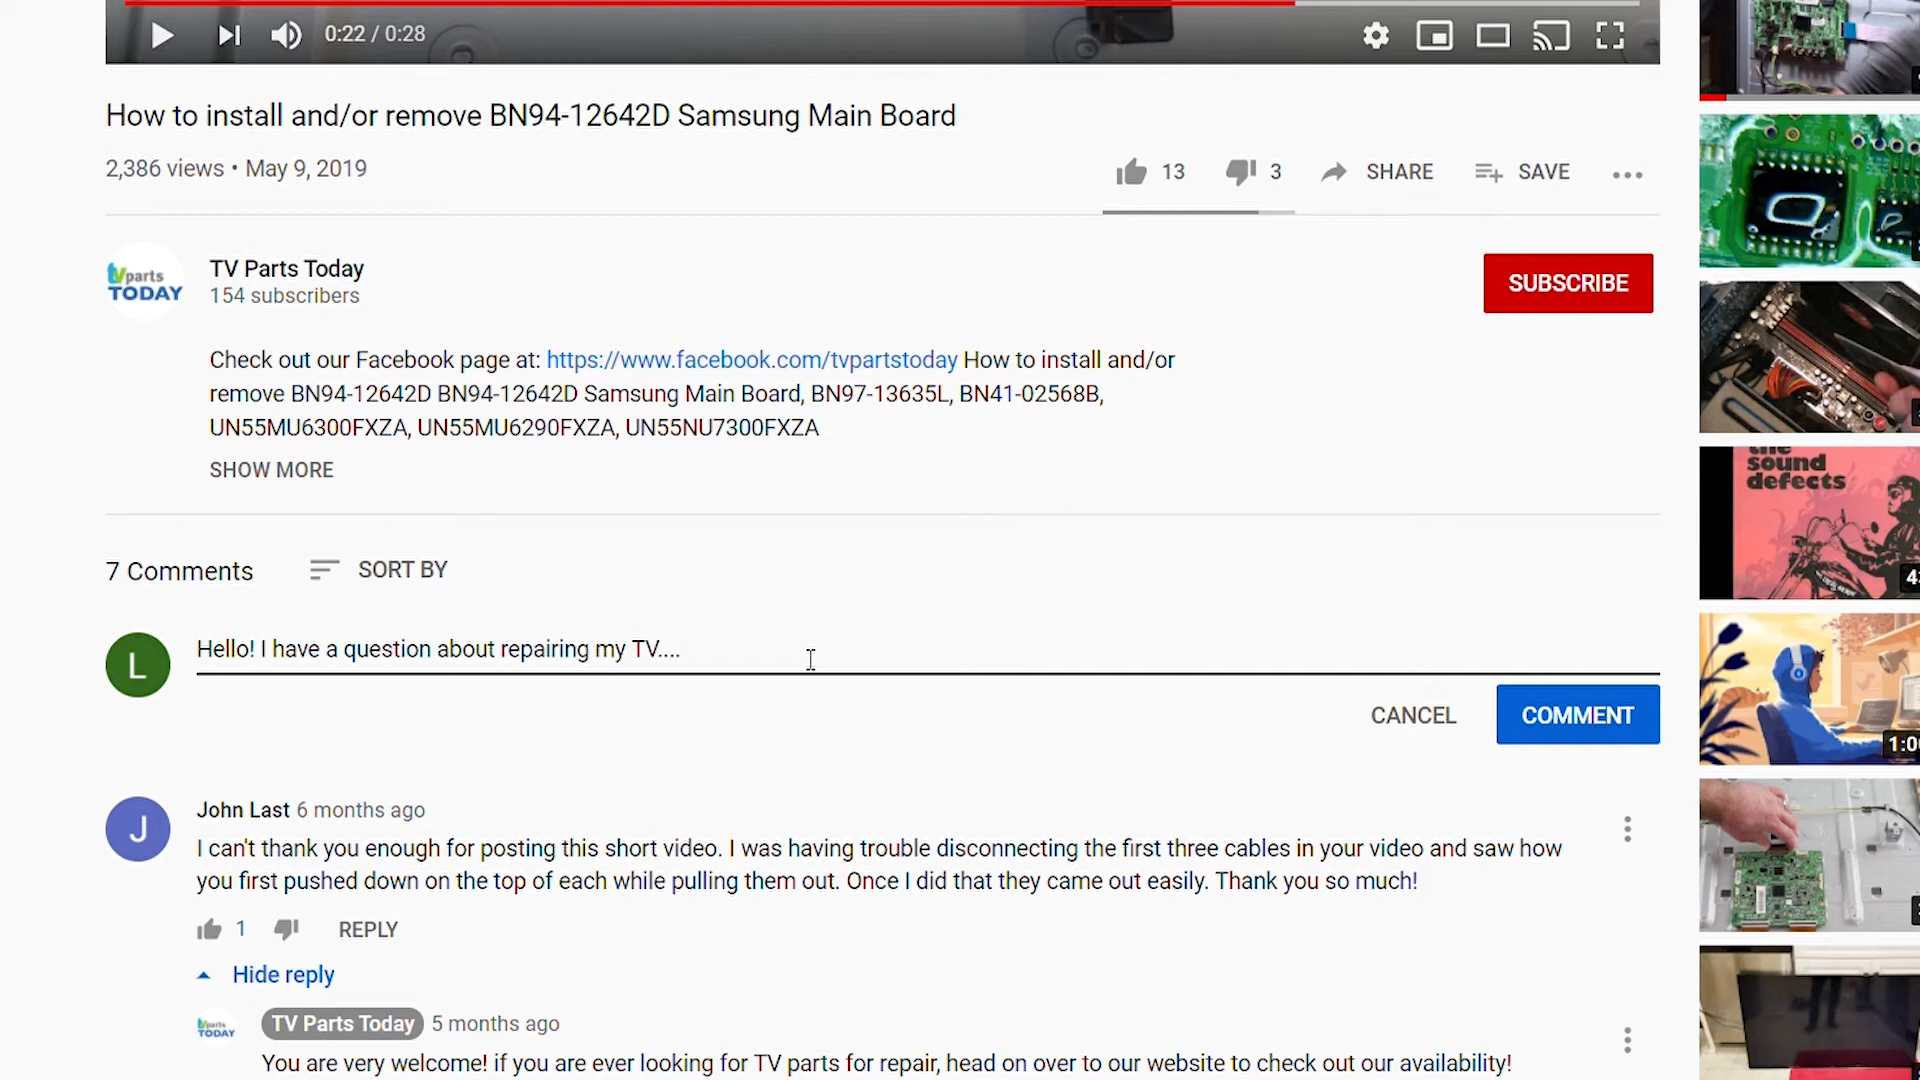 0:22 / 0:28
How to install and/or remove BN94-12642D Samsung Main Board
2,386 views • May 9, 2019
13
3
SHARE
SAVE
tvparts
TODAY
TV Parts Today
154 subscribers
SUBSCRIBE
Check out our Facebook page at: https://www.facebook.com/tvpartstoday How to install and/or
remove BN94-12642D BN94-12642D Samsung Main Board, BN97-13635L, BN41-02568B,
UN55MU6300FXZA, UN55MU6290FXZA, UN55NU7300FXZA
SHOW MORE
7 Comments
SORT BY
L
Hello! I have a question about repairing my TV....
CANCEL
COMMENT
J
John Last 6 months ago
I can't thank you enough for posting this short video. I was having trouble disconnecting the first three cables in your video and saw how
you first pushed down on the top of each while pulling them out. Once I did that they came out easily. Thank you so much!
1
REPLY
Hide reply
tvparts
TODAY
TV Parts Today 5 months ago
You are very welcome! if you are ever looking for TV parts for repair, head on over to our website to check out our availability!
the
sound
defects